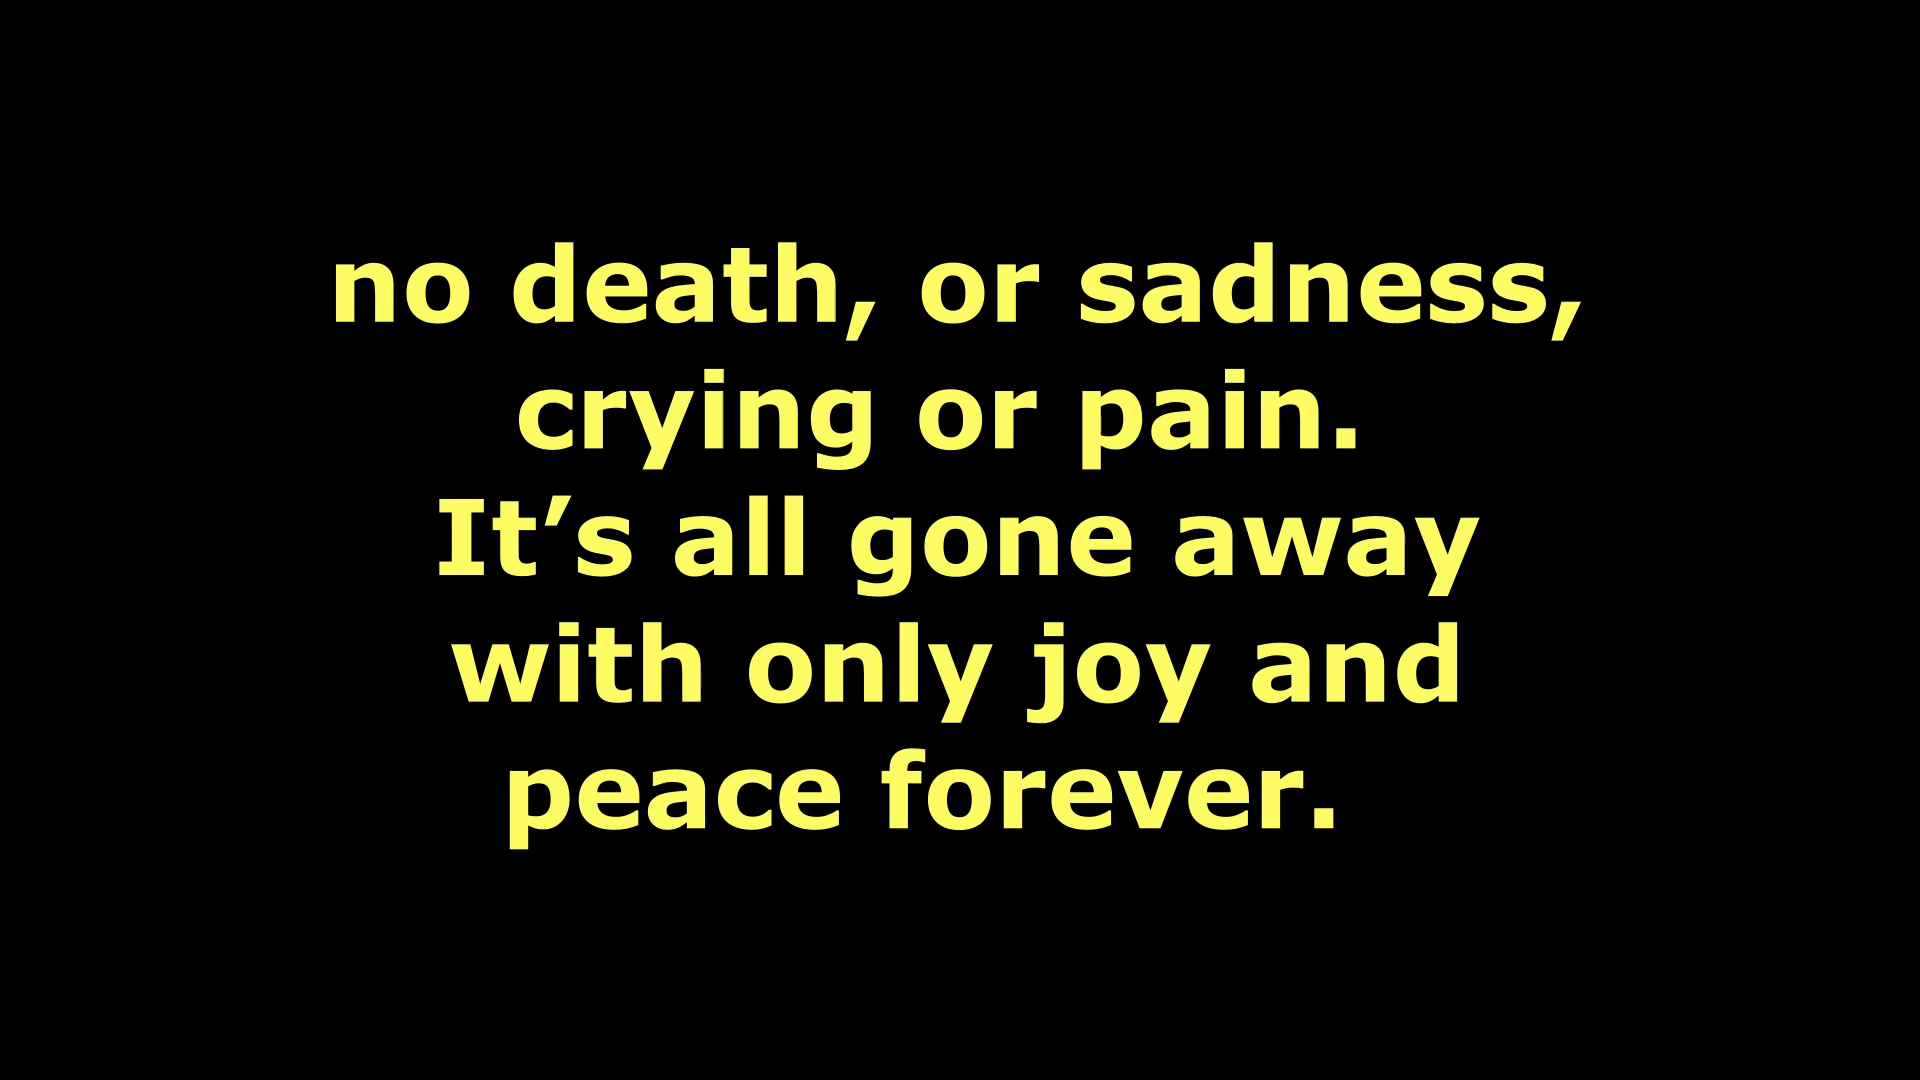 no death, or sadness,
crying or pain.
It’s all gone away
with only joy and
peace forever.